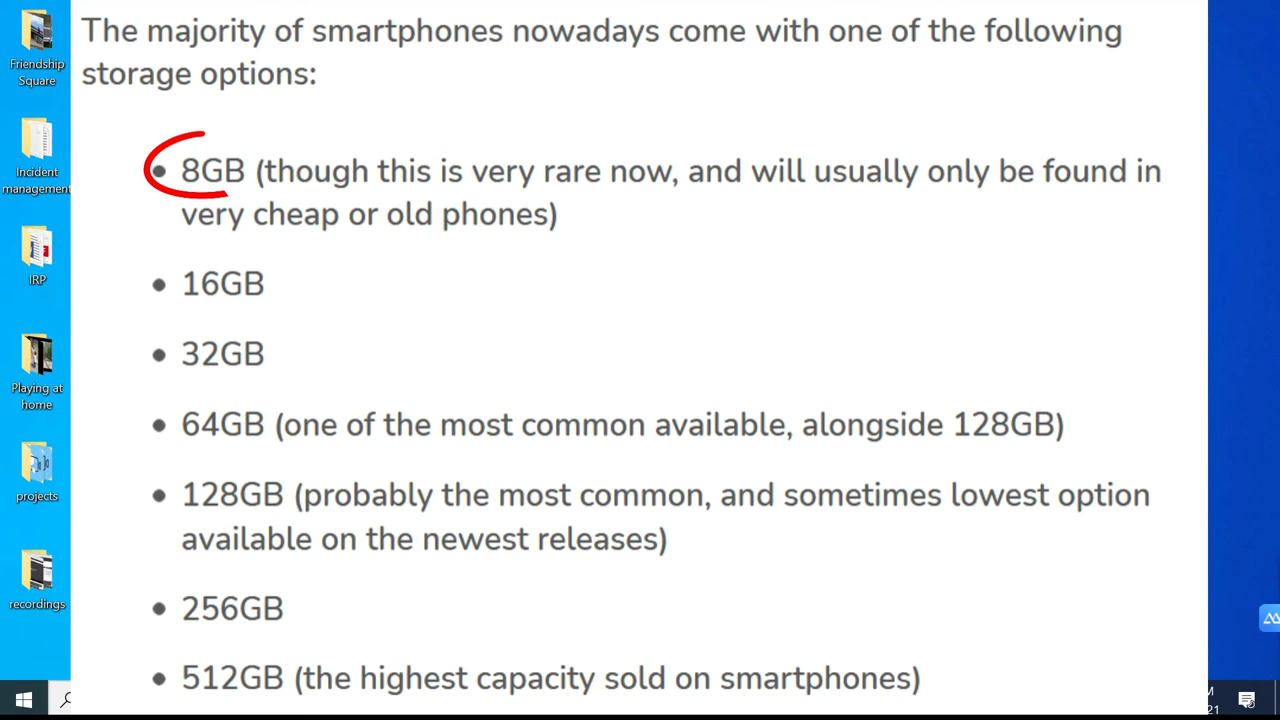 The majority of smartphones nowadays come with one of the following
storage options:
8GB (though this is very rare now, and will usually only be found in
very cheap or old phones)
16GB
32GB
64GB (one of the most common available, alongside 128GB)
128GB (probably the most common, and sometimes lowest option
available on the newest releases)
256GB
512GB (the highest capacity sold on smartphones)
Friendship
Square
Incident
management
IRP
Playing at
home
projects
recordings
M
21